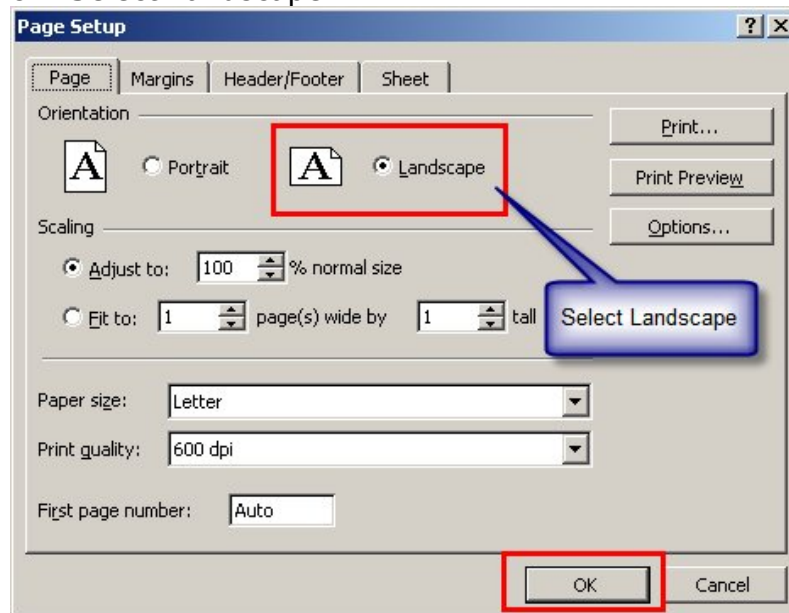 Select landscape
Page Setup
Page Margins Header/Footer Sheet
Orientation
Print...
A Portrait A Landscape
Print Preview
Scaling
Options...
Adjust to: 100 % normal size
Fit to: 1 page(s) wide by 1 tall
Select Landscape
Paper size: Letter
Print quality: 600 dpi
First page number: Auto
OK Cancel